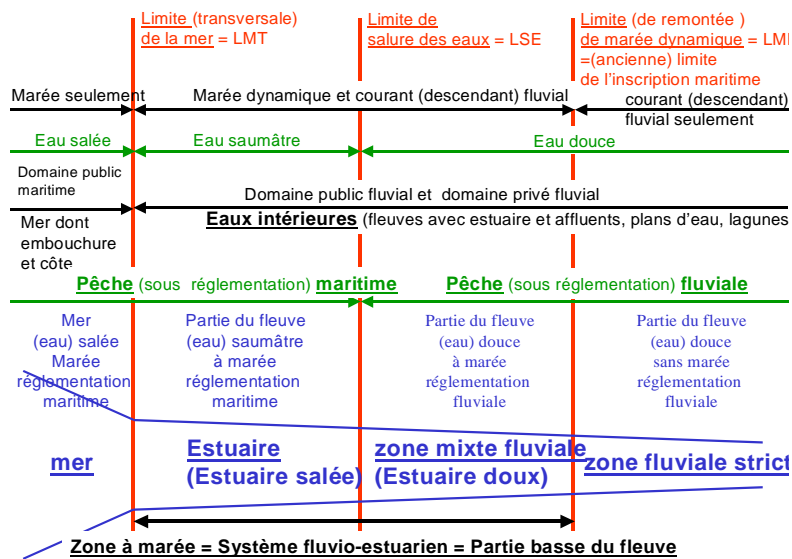 Limite (transversale)
de la mer = LMT
Limite de
salure des eaux = LSE
Limite (de remontée )
de marée dynamique = LM
=(ancienne) limite
de l'inscription maritime
Marée seulement
Marée dynamique et courant (descendant) fluvial
courant (descendant)
fluvial seulement
Eau salée
Eau saumâtre
Eau douce
Domaine public
maritime
Domaine public fluvial et domaine privé fluvial
Mer dont
embouchure
et côte
Eaux intérieures (fleuves avec estuaire et affluents, plans d'eau, lagunes
Pêche (sous réglementation) maritime
Pêche (sous réglementation) fluviale
Mer
(eau) salée
Marée
réglementation
maritime
Partie du fleuve
(eau) saumâtre
à marée
réglementation
maritime
Partie du fleuve
(eau) douce
à marée
réglementation
fluviale
Partie du fleuve
(eau) douce
sans marée
réglementation
fluviale
mer
Estuaire
(Estuaire salée)
zone mixte fluviale
(Estuaire doux)
zone fluviale strict
Zone à marée = Système fluvio-estuarien = Partie basse du fleuve